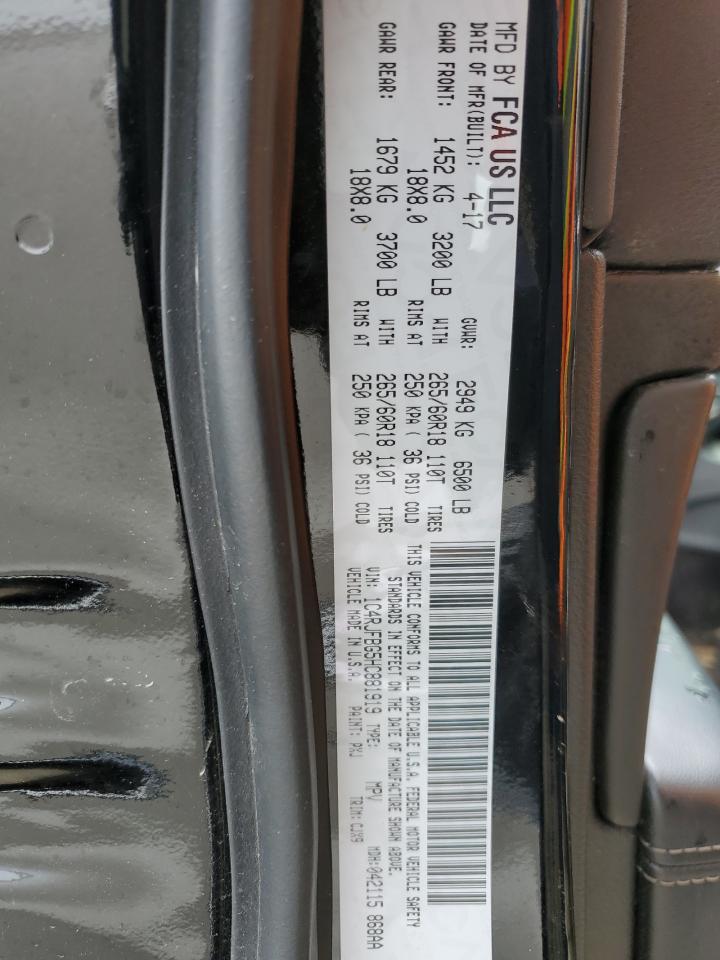 MFD BY FCA US LLC
DATE OF MFR(BUILT): 4-17 GVWR: 2949 KG 6500 LB
GAWR FRONT: 1452 KG 3200 LB WITH 265/60R18 110T TIRES
18X8.0 RIMS AT 250 KPA ( 36 PSI) COLD
GAWR REAR: 1679 KG 3700 LB WITH 265/60R18 110T TIRES
18X8.0 RIMS AT 250 KPA ( 36 PSI) COLD
THIS VEHICLE CONFORMS TO ALL APPLICABLE U.S.A. FEDERAL MOTOR VEHICLE SAFETY
STANDARDS IN EFFECT ON THE DATE OF MANUFACTURE SHOWN ABOVE.
VIN: 1C4RJFBG5HC881919 TYPE: MPV MDH:042115 868AA
VEHICLE MADE IN U.S.A. PAINT: PXJ TRIM:CJX9